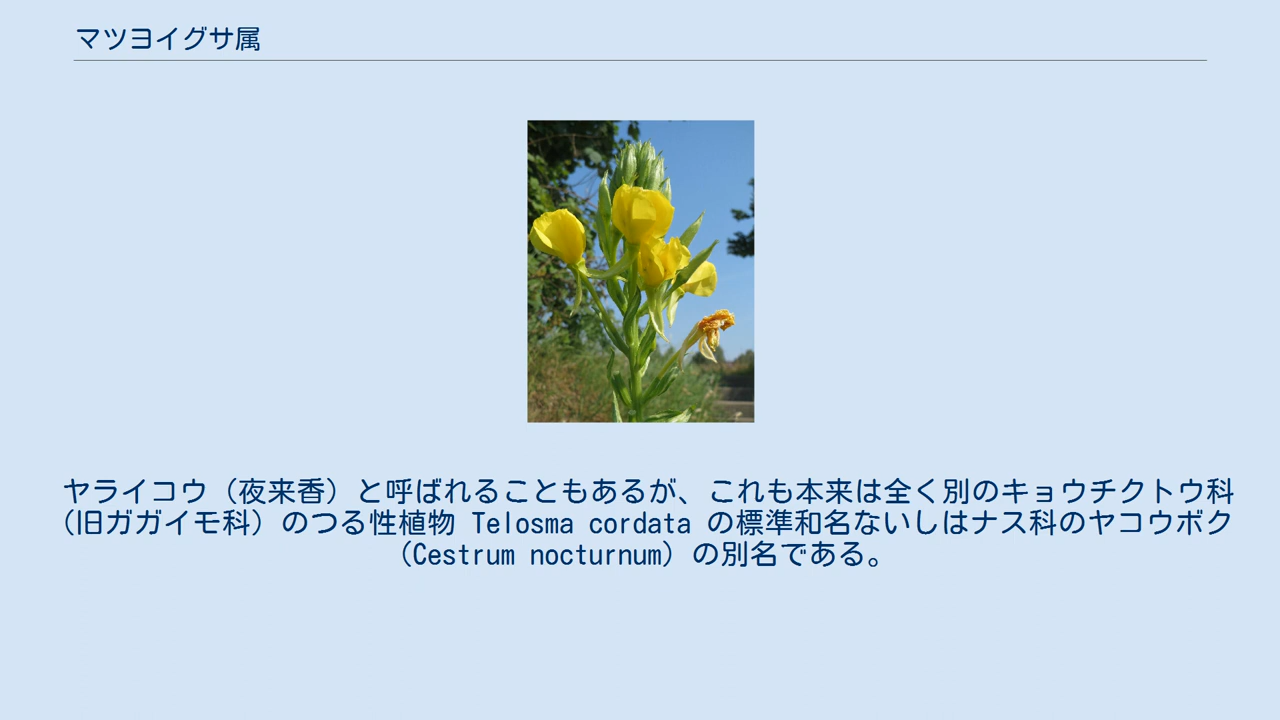 マツヨイグサ属
ヤライコウ（夜来香）と呼ばれることもあるが、これも本来は全く別のキョウチクトウ科
（旧ガガイモ科）のつる性植物 Telosma cordata の標準和名ないしはナス科のヤコウボク
（Cestrum nocturnum）の別名である。